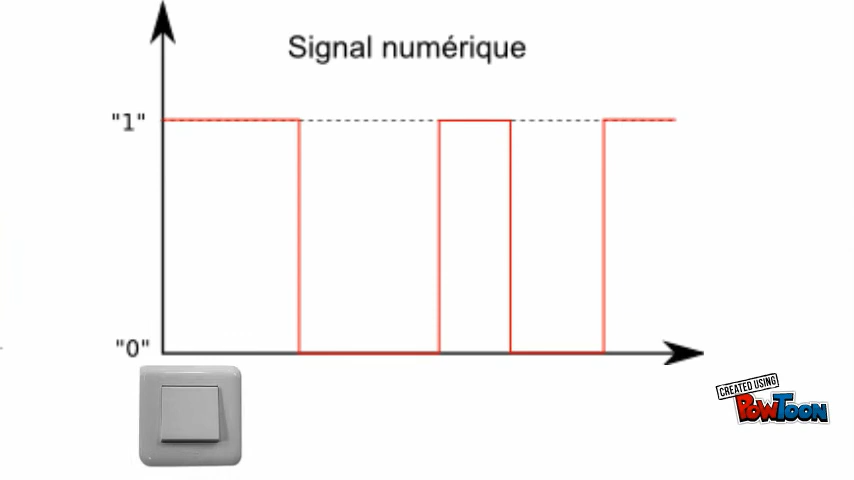 Signal numérique
"1"
"0"
CREATED USING
POWTOON